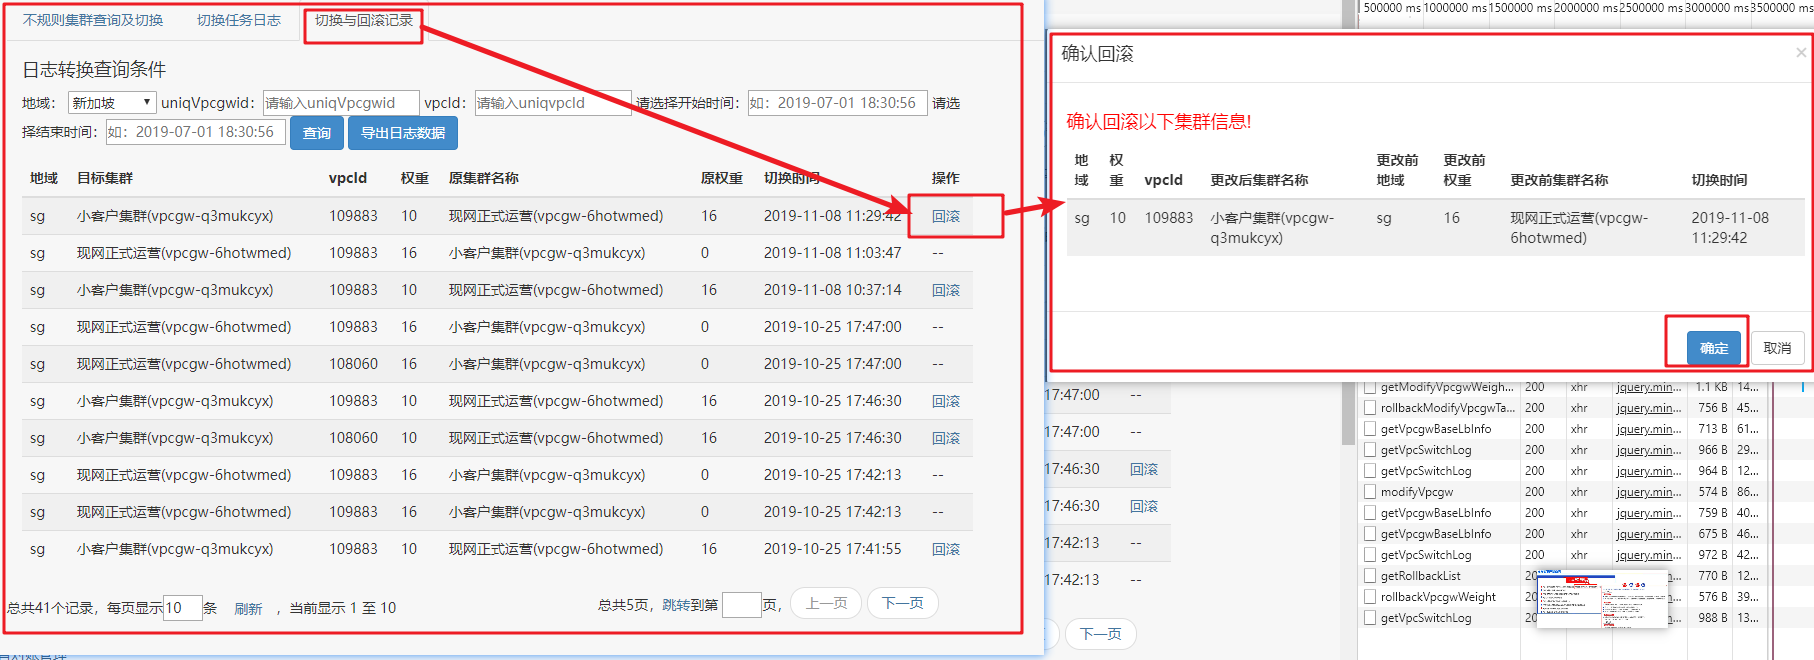 不规则集群查询及切换 切换任务日志 切换与回滚记录
日志转换查询条件
地域： 新加坡 uniqVpcgwid： 请输入uniqVpcgwid vpcId： 请输入uniqvpcId 请选择开始时间： 如：2019-07-01 18:30:56 请选
择结束时间： 如：2019-07-01 18:30:56 查询 导出日志数据
地域 目标集群 vpcId 权重 原集群名称 原权重 切换时间 操作
sg 小客户集群(vpcgw-q3mukcyx) 109883 10 现网正式运营(vpcgw-6hotwmed) 16 2019-11-08 11:29:42 回滚
sg 现网正式运营(vpcgw-6hotwmed) 109883 16 小客户集群(vpcgw-q3mukcyx) 0 2019-11-08 11:03:47 --
sg 小客户集群(vpcgw-q3mukcyx) 109883 10 现网正式运营(vpcgw-6hotwmed) 16 2019-11-08 10:37:14 回滚
sg 现网正式运营(vpcgw-6hotwmed) 109883 16 小客户集群(vpcgw-q3mukcyx) 0 2019-10-25 17:47:00 --
sg 现网正式运营(vpcgw-6hotwmed) 108060 16 小客户集群(vpcgw-q3mukcyx) 0 2019-10-25 17:47:00 --
sg 小客户集群(vpcgw-q3mukcyx) 109883 10 现网正式运营(vpcgw-6hotwmed) 16 2019-10-25 17:46:30 回滚
sg 小客户集群(vpcgw-q3mukcyx) 108060 10 现网正式运营(vpcgw-6hotwmed) 16 2019-10-25 17:46:30 回滚
sg 现网正式运营(vpcgw-6hotwmed) 109883 16 小客户集群(vpcgw-q3mukcyx) 0 2019-10-25 17:42:13 --
sg 现网正式运营(vpcgw-6hotwmed) 109883 16 小客户集群(vpcgw-q3mukcyx) 0 2019-10-25 17:42:13 --
sg 小客户集群(vpcgw-q3mukcyx) 109883 10 现网正式运营(vpcgw-6hotwmed) 16 2019-10-25 17:41:55 回滚
总共41个记录，每页显示 10 条 刷新 ，当前显示 1 至 10 总共5页，跳转到第 页， 上一页 下一页
500000 ms 1000000 ms 1500000 ms 2000000 ms 2500000 ms 3000000 ms 3500000 ms
确认回滚 ×
确认回滚以下集群信息!
地域 权重 vpcId 更改后集群名称 更改前地域 更改前权重 更改前集群名称 切换时间
sg 10 109883 小客户集群(vpcgw- sg 16 现网正式运营(vpcgw- 2019-11-08
q3mukcyx) 6hotwmed) 11:29:42
确定 取消
17:47:00 --
17:47:00 --
17:46:30 回滚
17:46:30 回滚
17:42:13 --
17:42:13 --
下一页
getModifyVpcgwWeigh... 200 xhr jquery.min... 1.1 KB 14...
rollbackModifyVpcgwTa... 200 xhr jquery.min... 756 B 45...
getVpcgwBaseLbInfo 200 xhr jquery.min... 713 B 61...
getVpcSwitchLog 200 xhr jquery.min... 966 B 29...
getVpcSwitchLog 200 xhr jquery.min... 964 B 12...
modifyVpcgw 200 xhr jquery.min... 574 B 86...
getVpcgwBaseLbInfo 200 xhr jquery.min... 759 B 40...
getVpcgwBaseLbInfo 200 xhr jquery.min... 675 B 46...
getVpcSwitchLog 200 xhr jquery.min... 972 B 42...
getRollbackList 770 B 12...
rollbackVpcgwWeight 576 B 39...
getVpcSwitchLog 988 B 13...